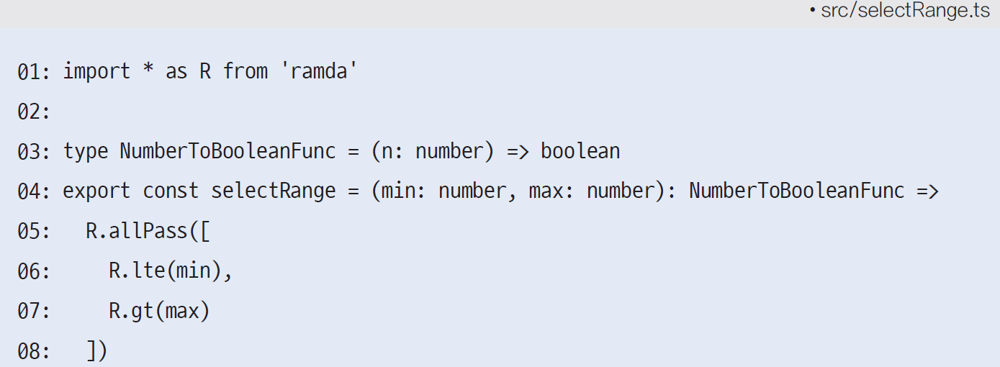 • src/selectRange.ts
01: import * as R from 'ramda'
02:
03: type NumberToBooleanFunc = (n: number) => boolean
04: export const selectRange = (min: number, max: number): NumberToBooleanFunc =>
05:   R.allPass([
06:     R.lte(min),
07:     R.gt(max)
08:   ])